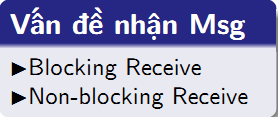 Vấn đề nhận Msg
▶Blocking Receive
▶Non-blocking Receive